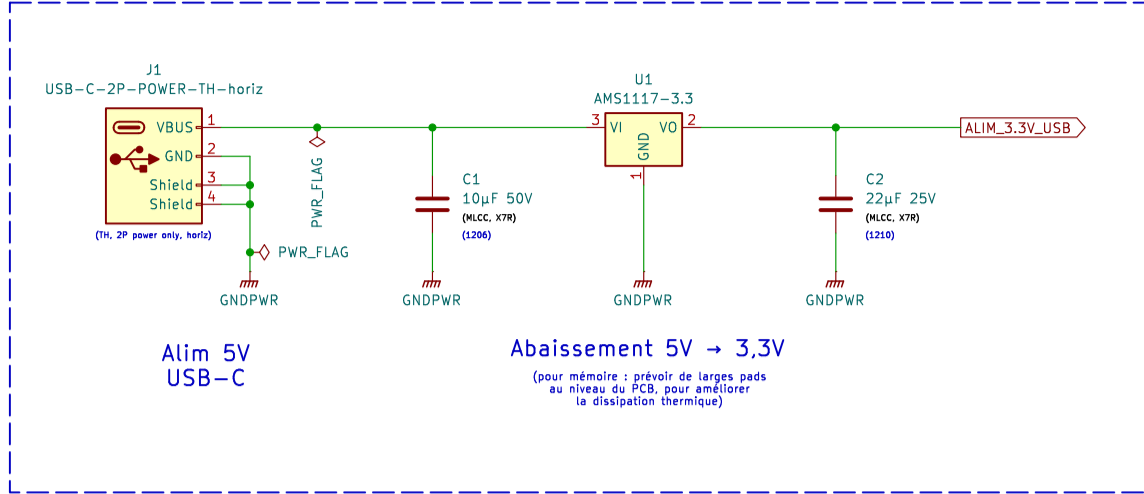 J1
USB-C-2P-POWER-TH-horiz
VBUS 1
GND 2
Shield 3
Shield 4
(TH, 2P power only, horiz)
PWR_FLAG
PWR_FLAG
GNDPWR
C1
10µF 50V
(MLCC, X7R)
(1206)
GNDPWR
U1
AMS1117-3.3
3 VI VO 2
GND
1
GNDPWR
C2
22µF 25V
(MLCC, X7R)
(1210)
GNDPWR
ALIM_3.3V_USB
Alim 5V
USB-C
Abaissement 5V → 3,3V
(pour mémoire : prévoir de larges pads
au niveau du PCB, pour améliorer
la dissipation thermique)